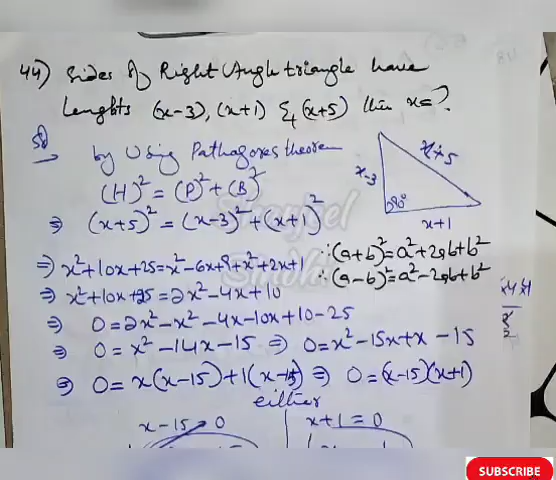 44) Sides of Right Angle triangle have
Lenghts (x-3), (x+1) & (x+5) then x=?
Sol
by Using Pathagores theorem
(H)² = (P)² + (B)²
⇒ (x+5)² = (x-3)² + (x+1)²
x-3
x+5
90°
x+1
∵ (a+b)² = a²+2ab+b²
∴ (a-b)² = a²-2ab+b²
⇒ x²+10x+25 = x²-6x+9+x²+2x+1
⇒ x²+10x+25 = 2x²-4x+10
⇒ 0 = 2x²-x²-4x-10x+10-25
⇒ 0 = x²-14x-15 ⇒ 0 = x²-15x+x-15
⇒ 0 = x(x-15)+1(x-15) ⇒ 0 = (x-15)(x+1)
either
x-15=0
x+1=0
SUBSCRIBE